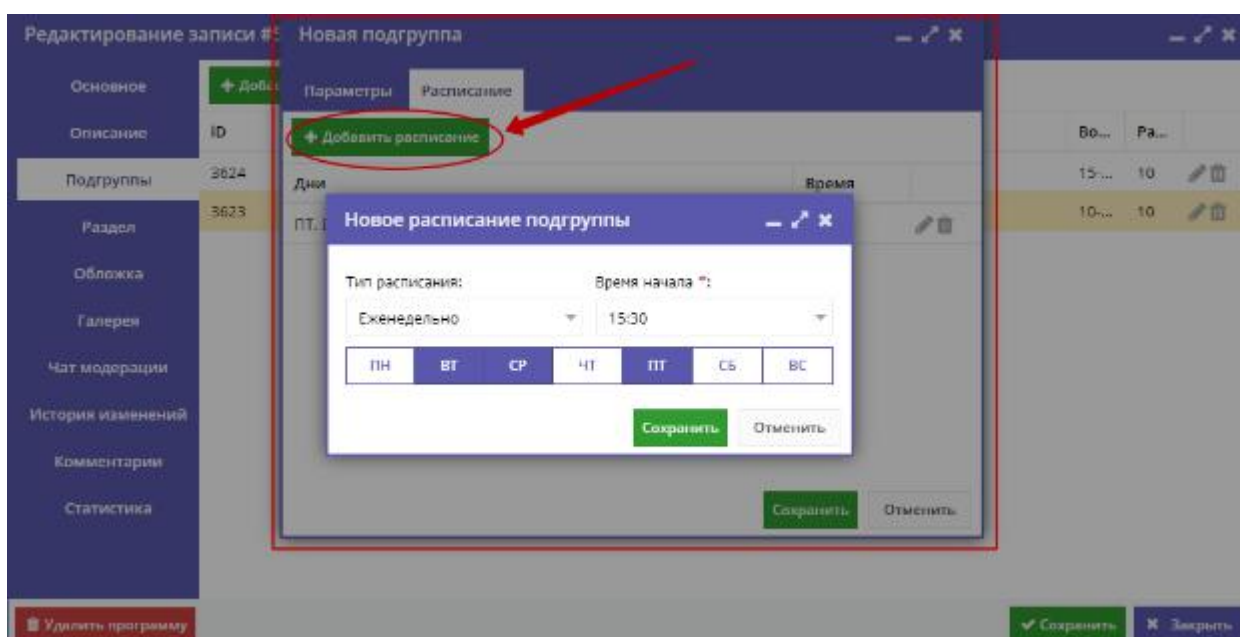 Редактирование записи #5
Новая подгруппа
Основное
Описание
Подгруппы
Раздел
Обложка
Галерея
Чат модерации
История изменений
Комментарии
Статистика
Параметры
Расписание
+ Добавить расписание
ID
Во...
Ра...
3624
15-...
10
3623
10-...
10
Дни
Время
ПТ,
Новое расписание подгруппы
Тип расписания:
Время начала *:
Еженедельно
15:30
ПН ВТ СР ЧТ ПТ СБ ВС
Сохранить
Отменить
Сохранить
Отменить
Удалить программу
Сохранить
Закрыть